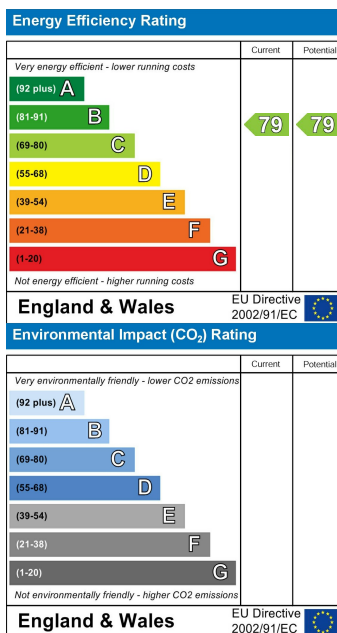 Energy Efficiency Rating
Current Potential
Very energy efficient - lower running costs
(92 plus) A
(81-91) B
79 79
(69-80) C
(55-68) D
(39-54) E
(21-38) F
(1-20) G
Not energy efficient - higher running costs
England & Wales
EU Directive
2002/91/EC
Environmental Impact (CO₂) Rating
Current Potential
Very environmentally friendly - lower CO2 emissions
(92 plus) A
(81-91) B
(69-80) C
(55-68) D
(39-54) E
(21-38) F
(1-20) G
Not environmentally friendly - higher CO2 emissions
England & Wales
EU Directive
2002/91/EC